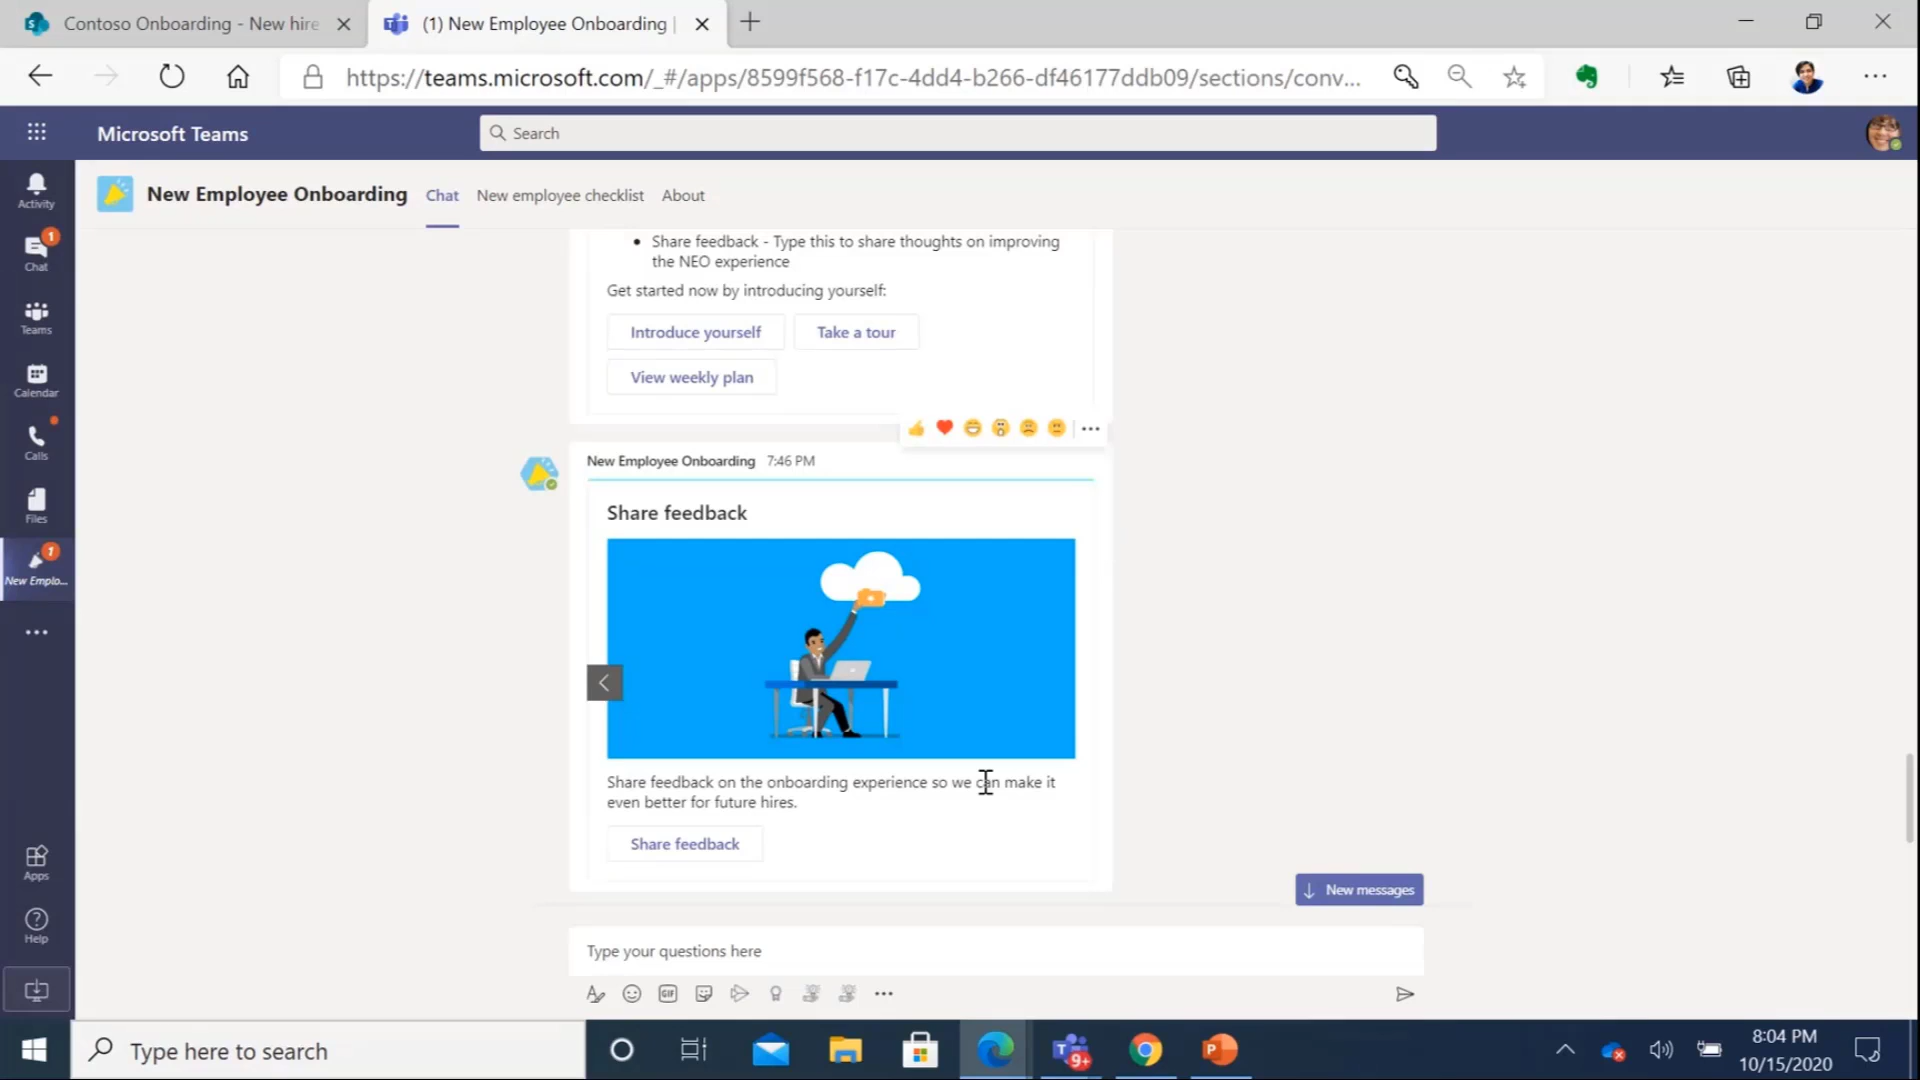 Contoso Onboarding - New hire
(1) New Employee Onboarding |
https://teams.microsoft.com/_#/apps/8599f568-f17c-4dd4-b266-df46177ddb09/sections/conv...
Microsoft Teams
Search
New Employee Onboarding
Chat
New employee checklist
About
Activity
1
Chat
Teams
Calendar
Calls
Files
1
New Emplo...
Apps
Help
• Share feedback - Type this to share thoughts on improving
the NEO experience
Get started now by introducing yourself:
Introduce yourself
Take a tour
View weekly plan
New Employee Onboarding 7:46 PM
Share feedback
Share feedback on the onboarding experience so we can make it
even better for future hires.
Share feedback
New messages
Type your questions here
GIF
Type here to search
9+
8:04 PM
10/15/2020